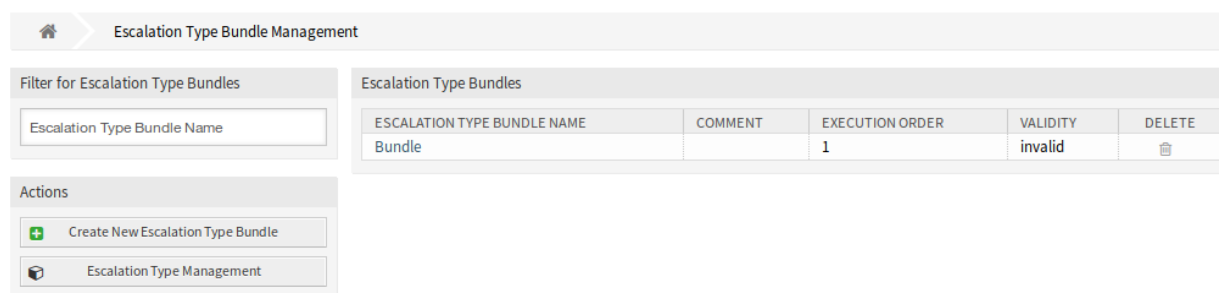 Escalation Type Bundle Management
Filter for Escalation Type Bundles
Escalation Type Bundle Name
Actions
Create New Escalation Type Bundle
Escalation Type Management
Escalation Type Bundles
ESCALATION TYPE BUNDLE NAME COMMENT EXECUTION ORDER VALIDITY DELETE
Bundle 1 invalid